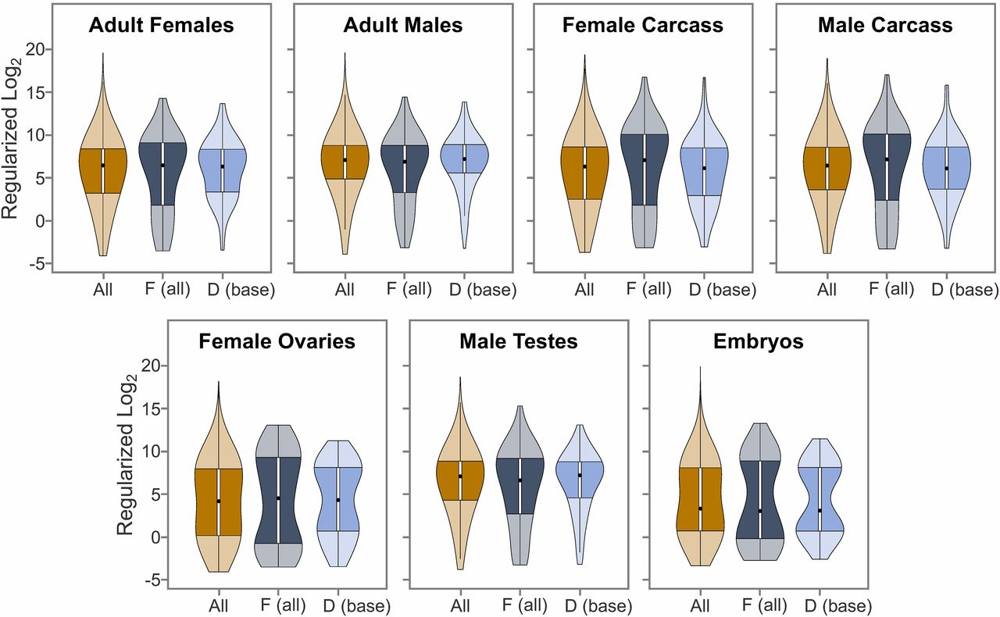 Adult Females
Adult Males
Female Carcass
Male Carcass
Regularized Log2
20
15
10
5
0
-5
All F (all) D (base)
All F (all) D (base)
All F (all) D (base)
All F (all) D (base)
Female Ovaries
Male Testes
Embryos
Regularized Log2
20
15
10
5
0
-5
All F (all) D (base)
All F (all) D (base)
All F (all) D (base)